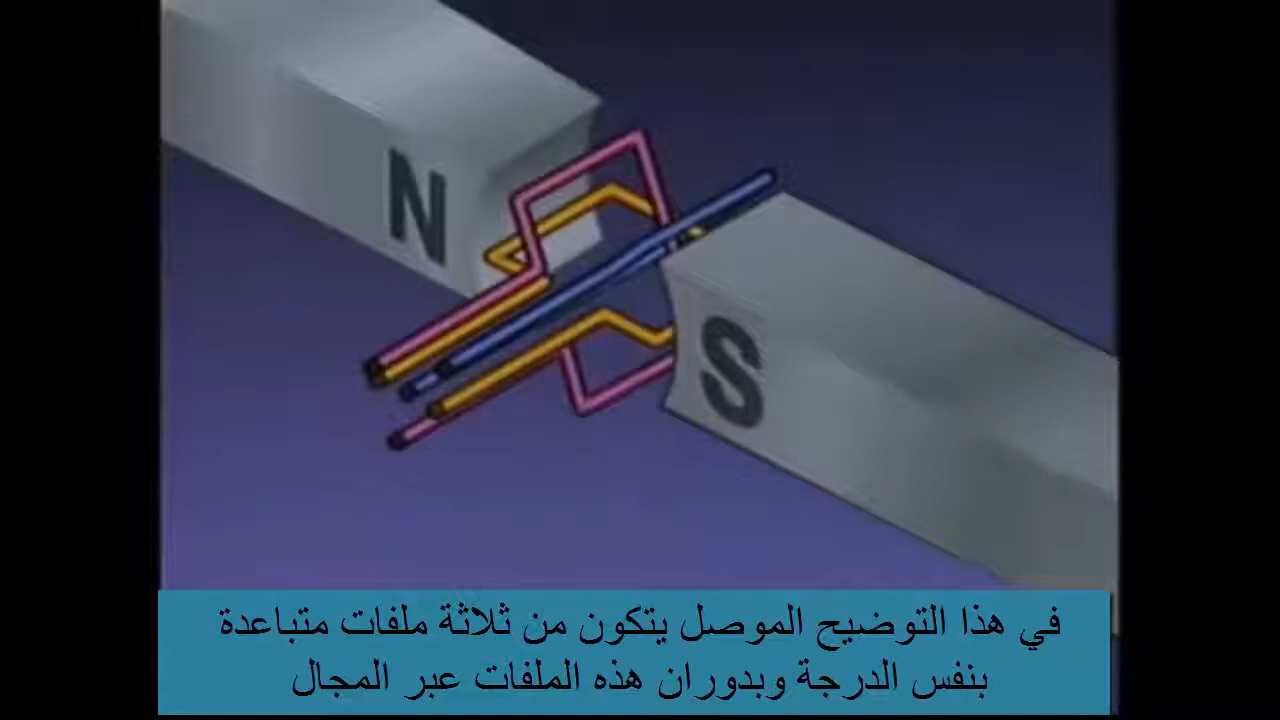 N
S
في هذا التوضيح الموصل يتكون من ثلاثة ملفات متباعدة
بنفس الدرجة وبدوران هذه الملفات عبر المجال